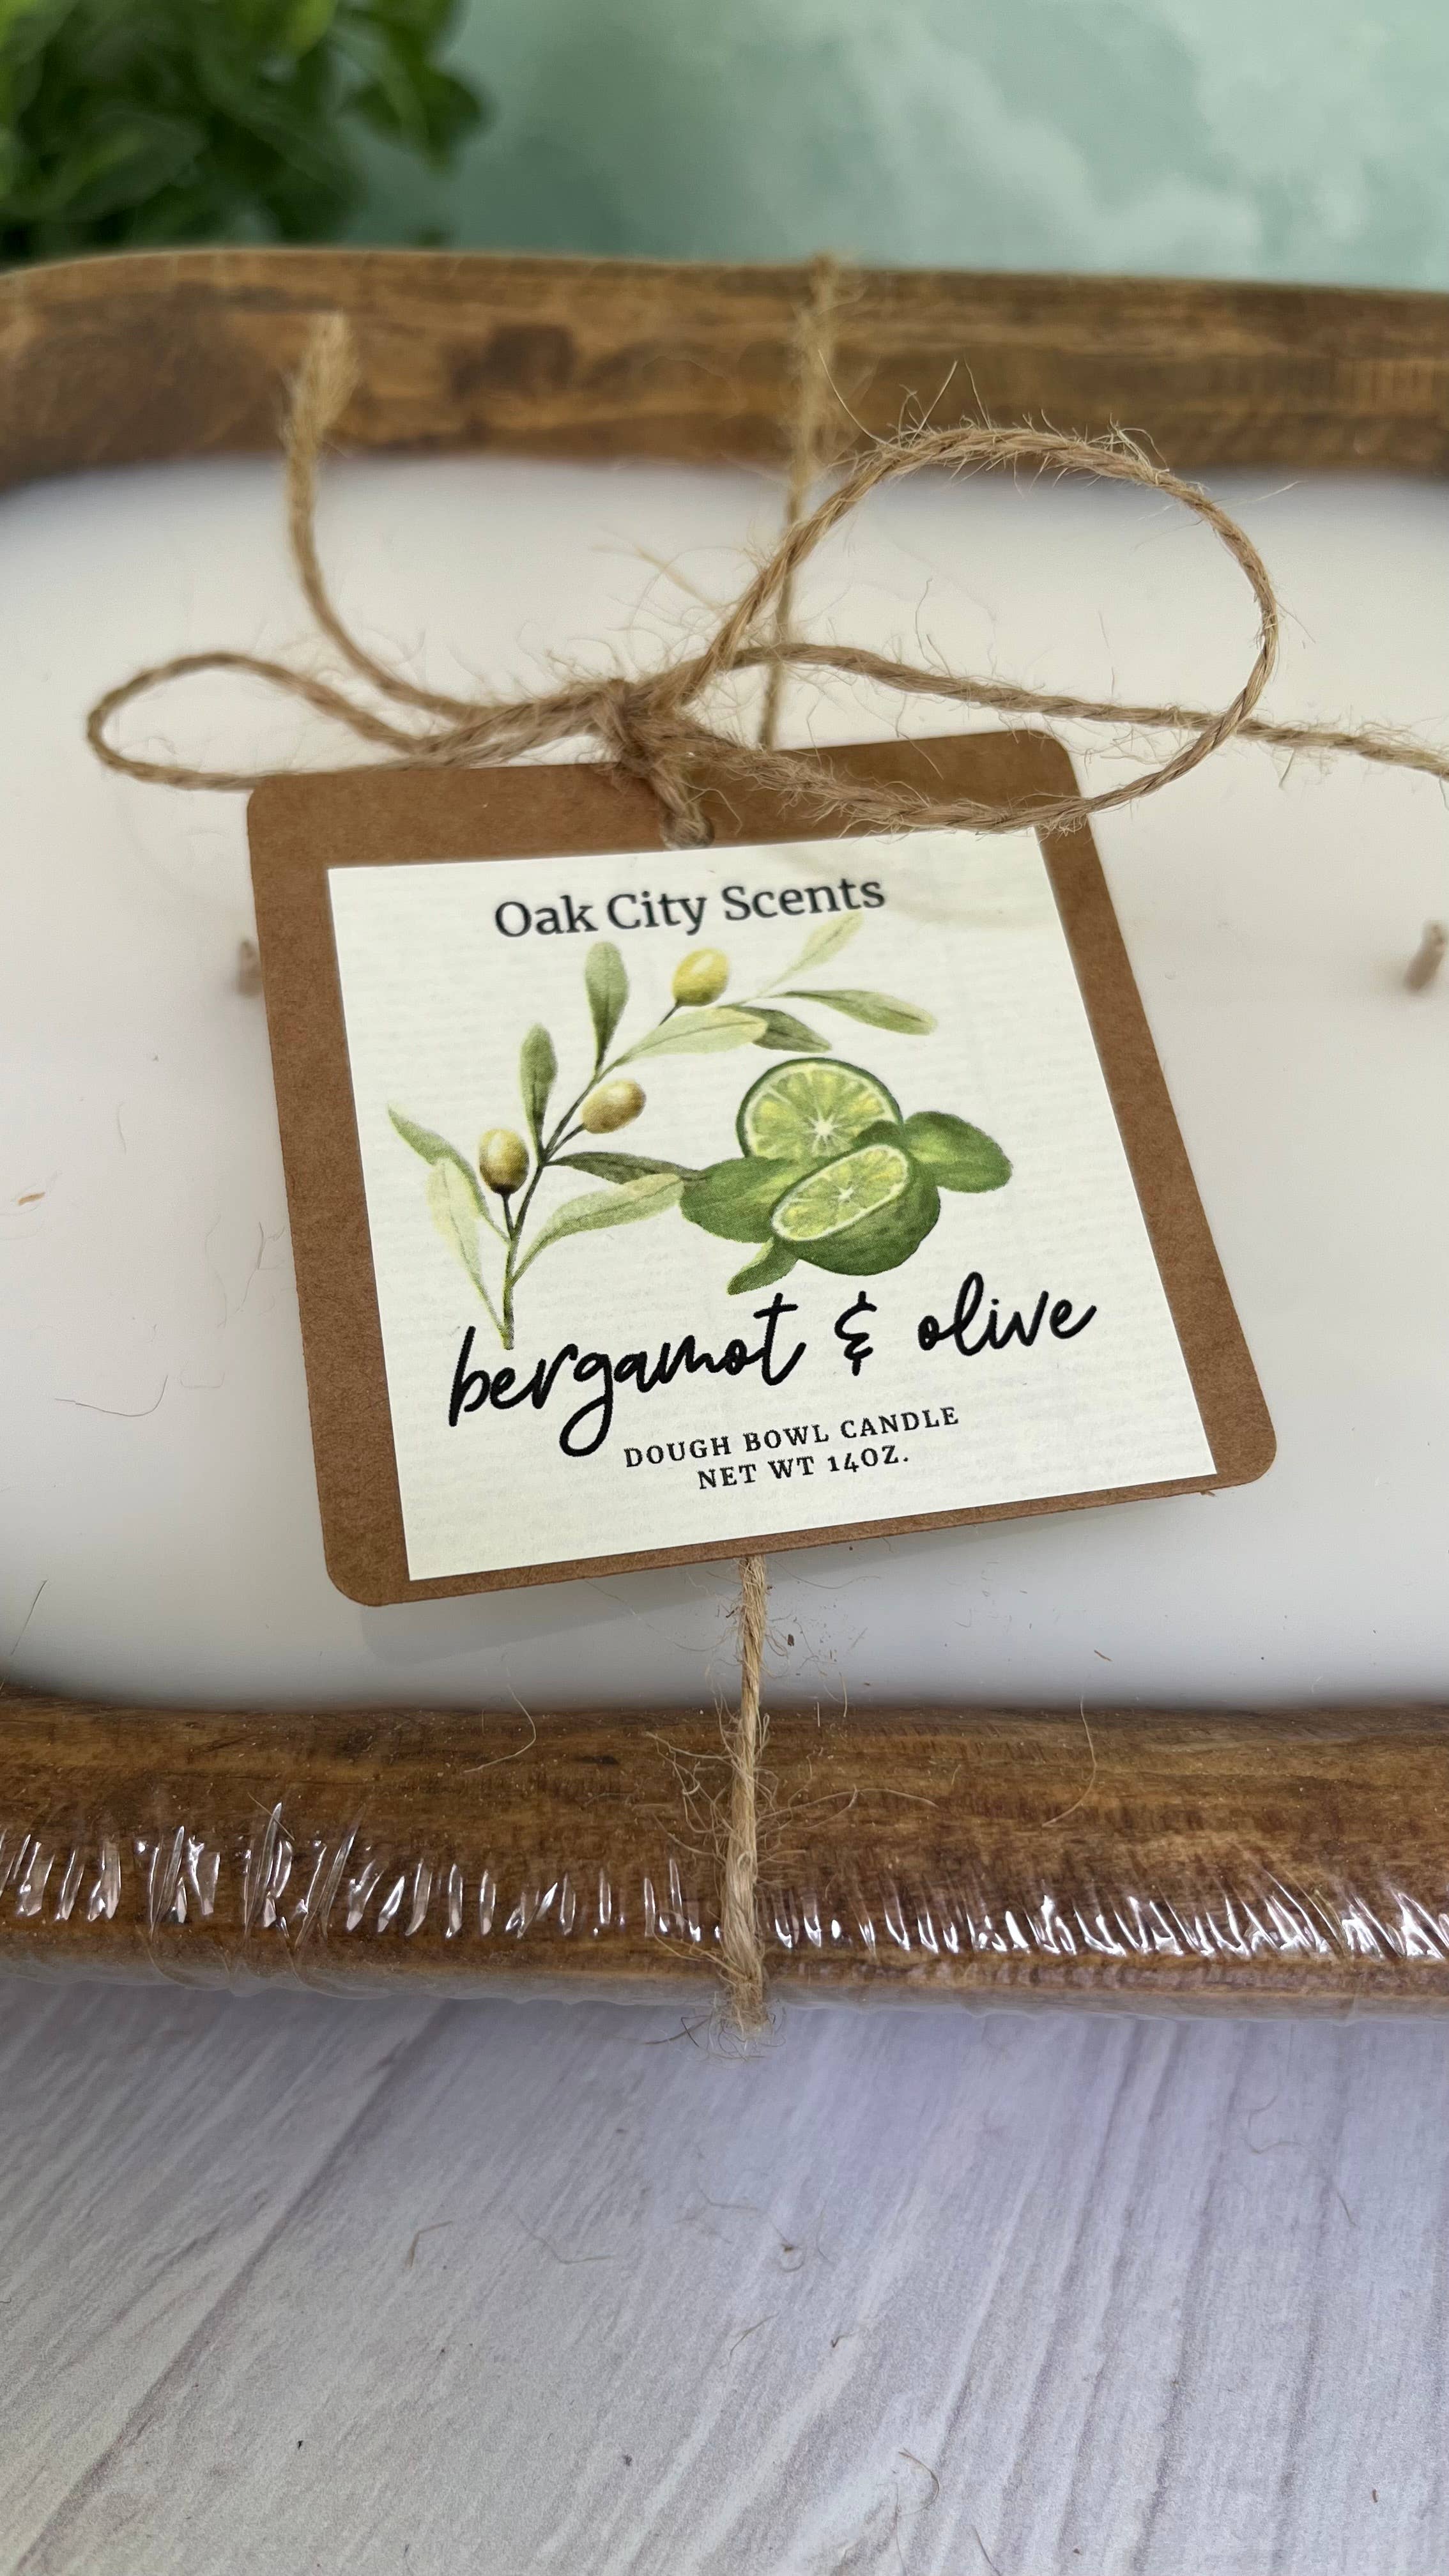 Oak City Scents
bergamot & olive
DOUGH BOWL CANDLE
NET WT 14OZ.